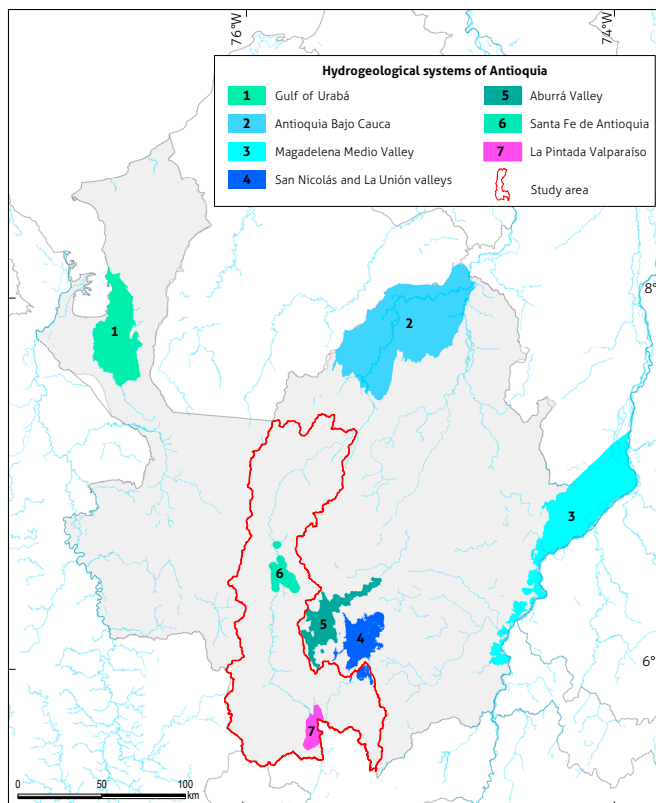 76°W
74°W
Hydrogeological systems of Antioquia
1 Gulf of Urabá
2 Antioquia Bajo Cauca
3 Magadelena Medio Valley
4 San Nicolás and La Unión valleys
5 Aburrá Valley
6 Santa Fe de Antioquia
7 La Pintada Valparaíso
Study area
8°
1
2
3
6
5
4
6°
7
0 50 100
km